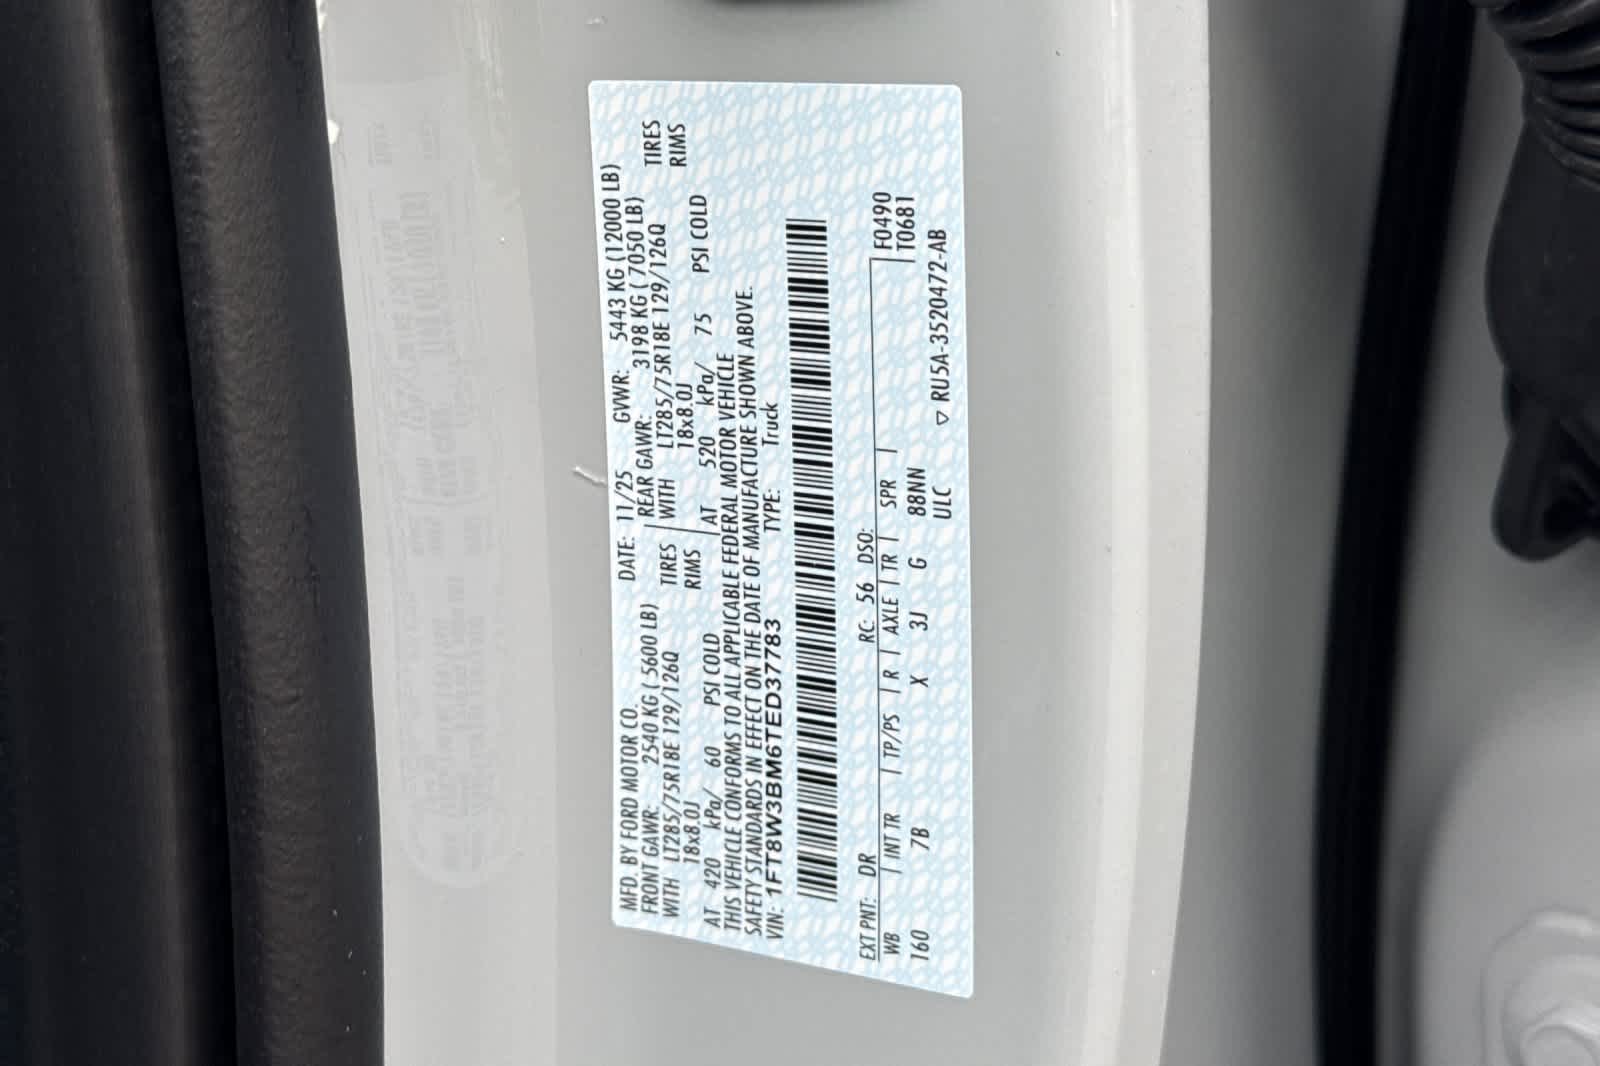 MFD. BY FORD MOTOR CO. DATE: 11/25 GVWR: 5443 KG (12000 LB)
FRONT GAWR: 2540 KG ( 5600 LB) REAR GAWR: 3198 KG ( 7050 LB)
WITH LT285/75R18E 129/126Q TIRES WITH LT285/75R18E 129/126Q TIRES
18x8.0J RIMS 18x8.0J RIMS
AT 420 kPa/ 60 PSI COLD AT 520 kPa/ 75 PSI COLD
THIS VEHICLE CONFORMS TO ALL APPLICABLE FEDERAL MOTOR VEHICLE
SAFETY STANDARDS IN EFFECT ON THE DATE OF MANUFACTURE SHOWN ABOVE.
VIN: 1FT8W3BM6TED37783 TYPE: Truck
EXT PNT: DR RC: 56 DSO: F0490
WB INT TR TP/PS R AXLE TR SPR T0681
160 7B X 3J G 88NN
ULC ▽ RU5A-3520472-AB